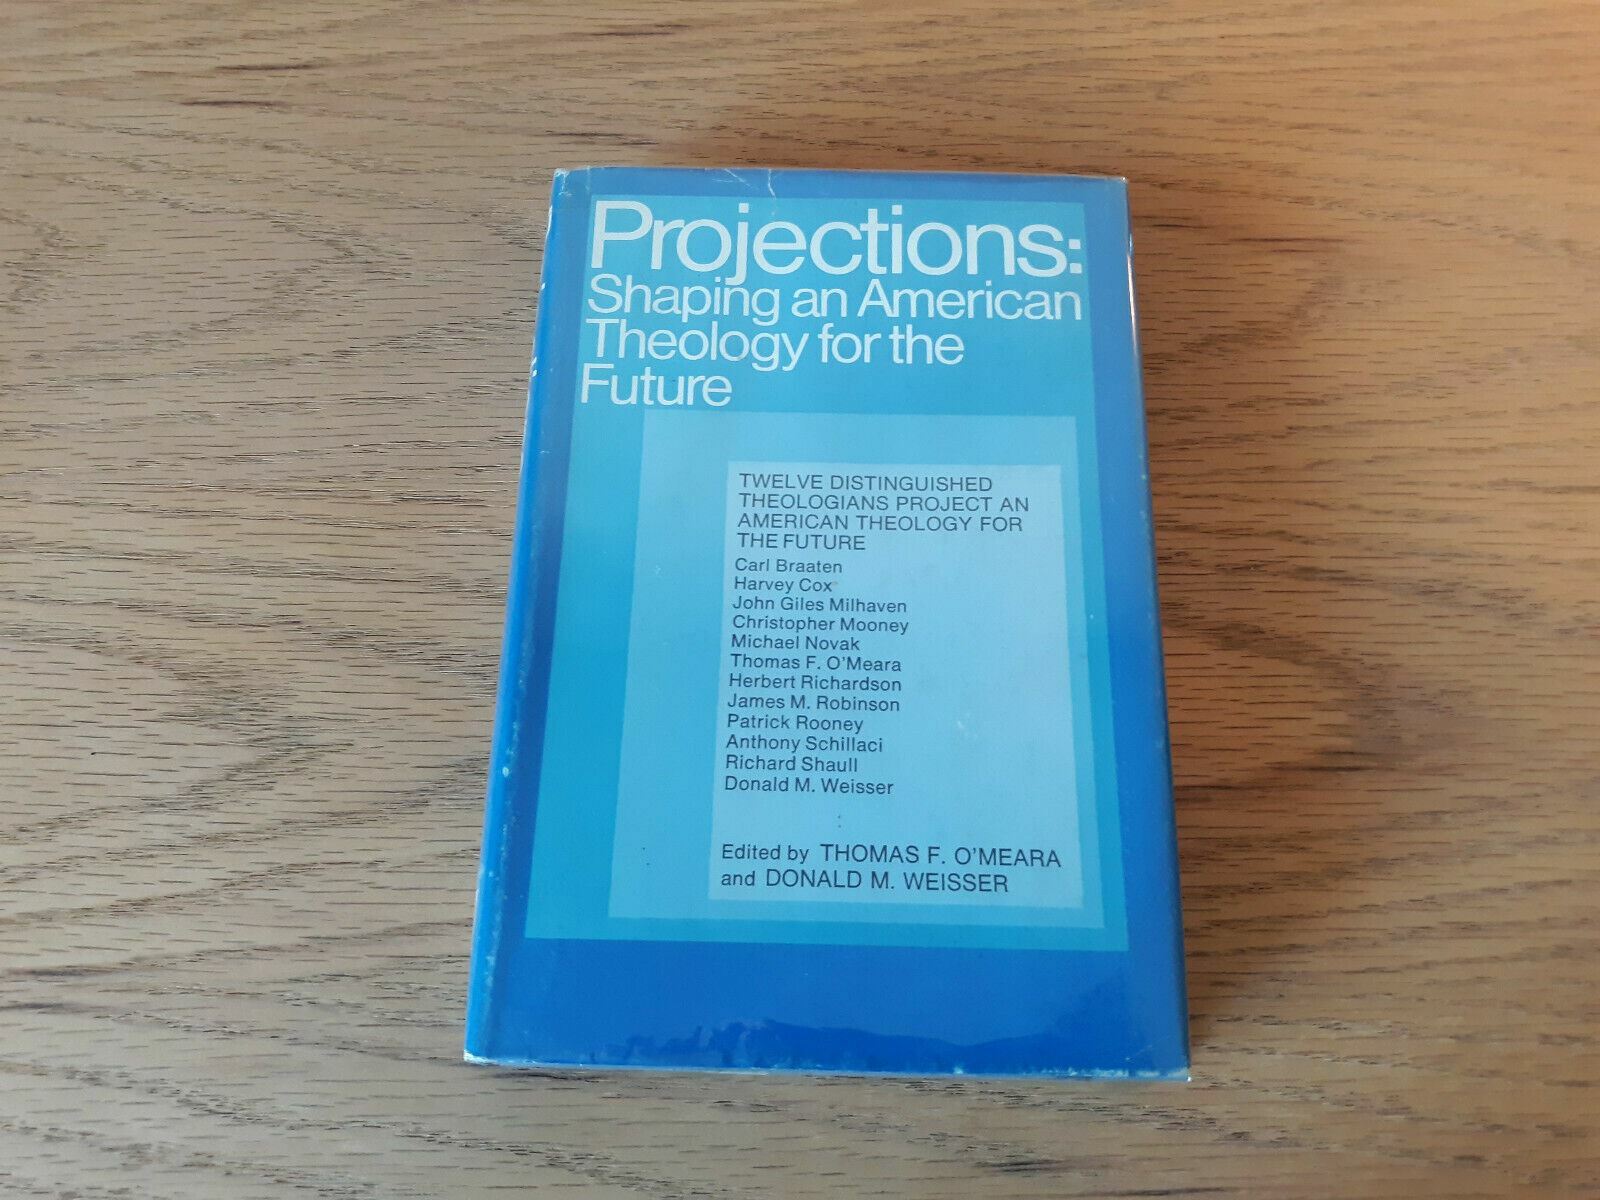 Projections:
Shaping an American
Theology for the
Future
TWELVE DISTINGUISHED
THEOLOGIANS PROJECT AN
AMERICAN THEOLOGY FOR
THE FUTURE
Carl Braaten
Harvey Cox
John Giles Milhaven
Christopher Mooney
Michael Novak
Thomas F. O'Meara
Herbert Richardson
James M. Robinson
Patrick Rooney
Anthony Schillaci
Richard Shaull
Donald M. Weisser
Edited by THOMAS F. O'MEARA
and DONALD M. WEISSER